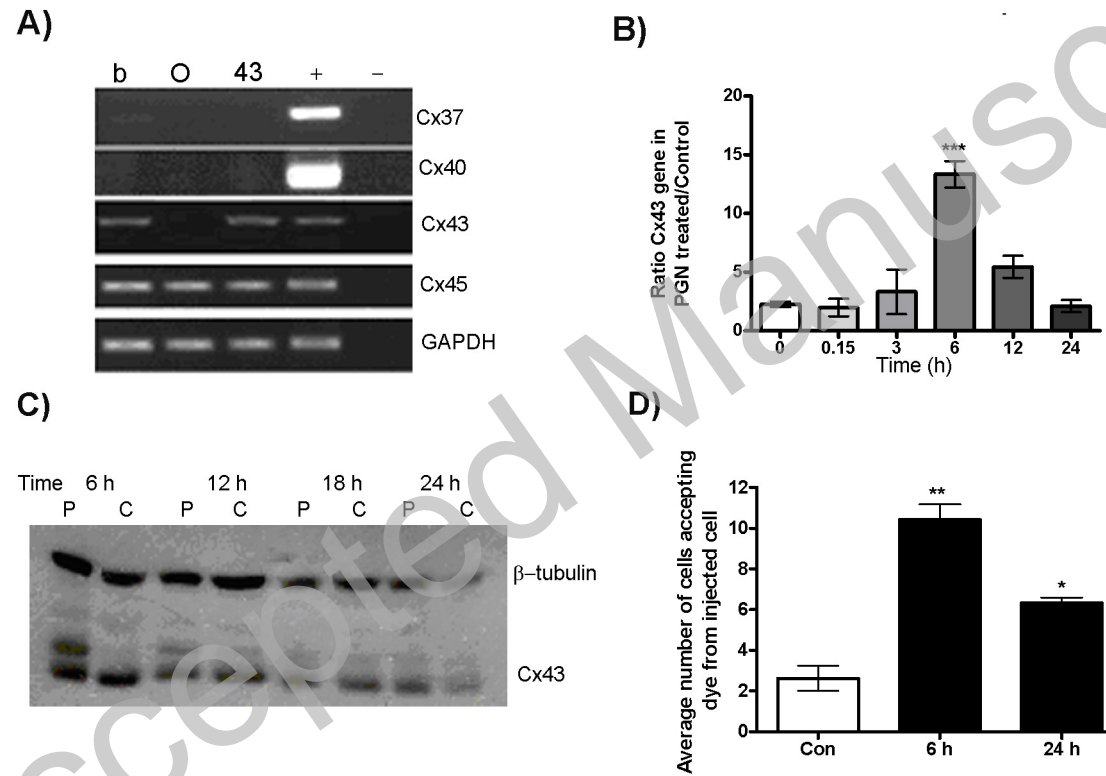 A)
b O 43 + −
Cx37
Cx40
Cx43
Cx45
GAPDH
B)
Ratio Cx43 gene in
PGN treated/Control
20
15
10
5
0
***
0 0.15 3 6 12 24
Time (h)
C)
Time 6 h 12 h 18 h 24 h
P C P C P C P C
β−tubulin
Cx43
D)
Average number of cells accepting
dye from injected cell
12
10
8
6
4
2
0
**
*
Con 6 h 24 h
cepted Manusc